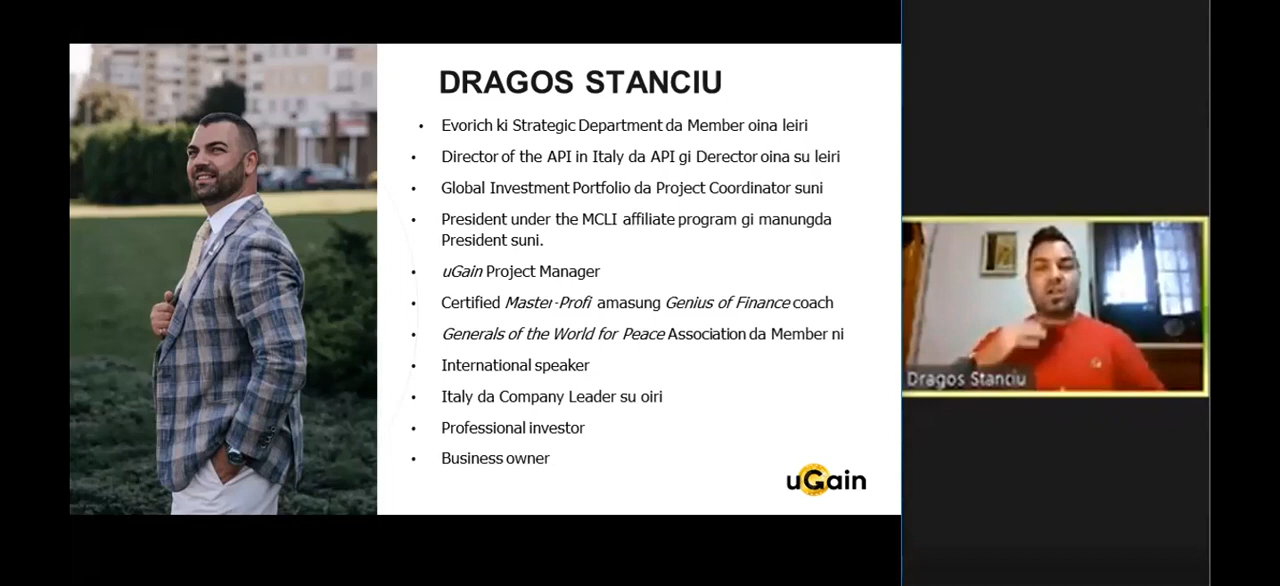 DRAGOS STANCIU
• Evorich ki Strategic Department da Member oina leiri
• Director of the API in Italy da API gi Derector oina su leiri
• Global Investment Portfolio da Project Coordinator suni
• President under the MCLI affiliate program gi manungda
President suni.
• uGain Project Manager
• Certified Master-Profi amasung Genius of Finance coach
• Generals of the World for Peace Association da Member ni
• International speaker
• Italy da Company Leader su oiri
• Professional investor
• Business owner
uGain
Dragos Stanciu